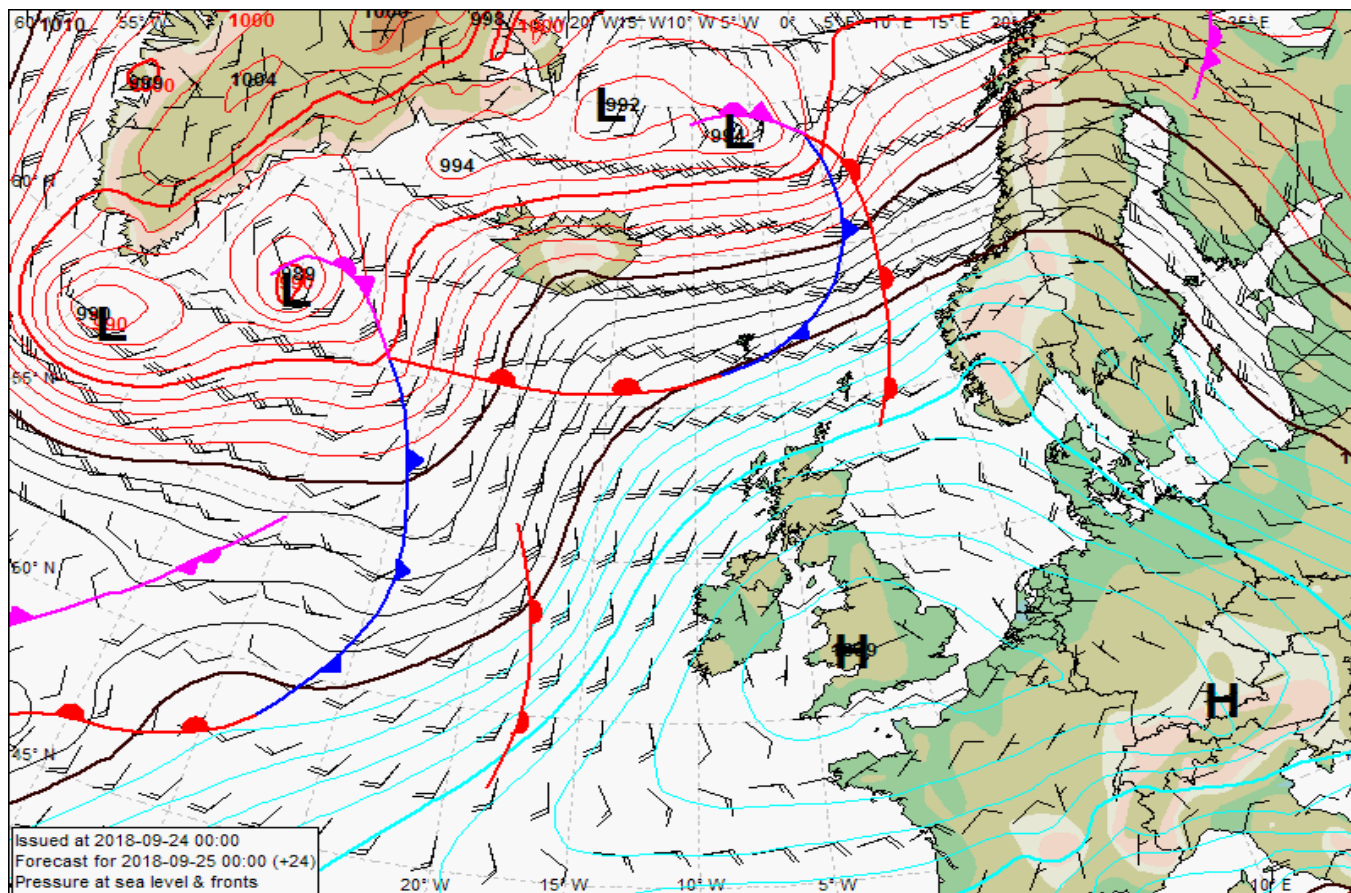 60°
1010
55° W
1000
998
1000
20° W
15° W
10° W
5° W
0°
5° E
10° E
15° E
20°
25° E
1004
L
992
L
994
994
60° N
L
989
L
990
990
55° N
50° N
H
H
45° N
Issued at 2018-09-24 00:00
Forecast for 2018-09-25 00:00 (+24)
Pressure at sea level & fronts
20° W
15° W
10° W
5° W
10° E